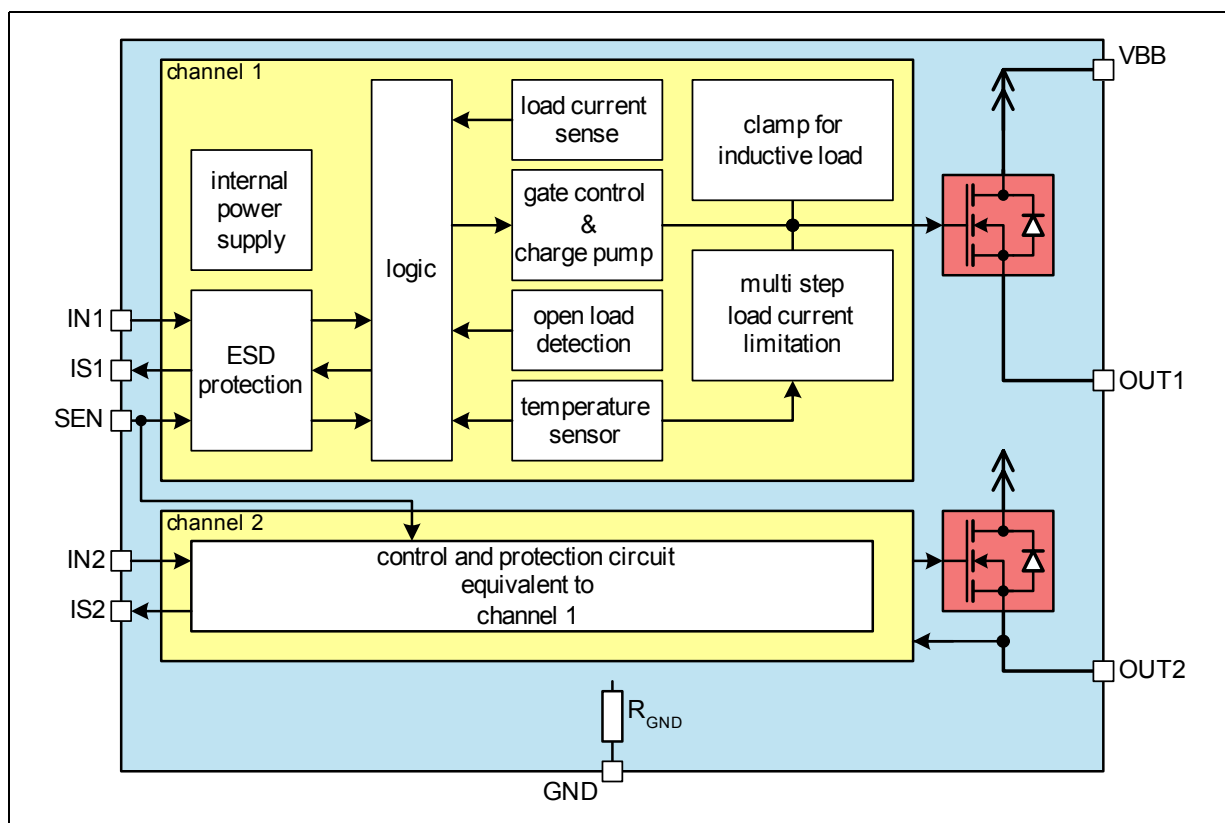 channel 1
VBB
load current
sense
clamp for
inductive load
internal
power
supply
gate control
&
charge pump
logic
multi step
load current
limitation
IN1
IS1
SEN
ESD
protection
open load
detection
temperature
sensor
OUT1
channel 2
IN2
IS2
control and protection circuit
equivalent to
channel 1
OUT2
RGND
GND